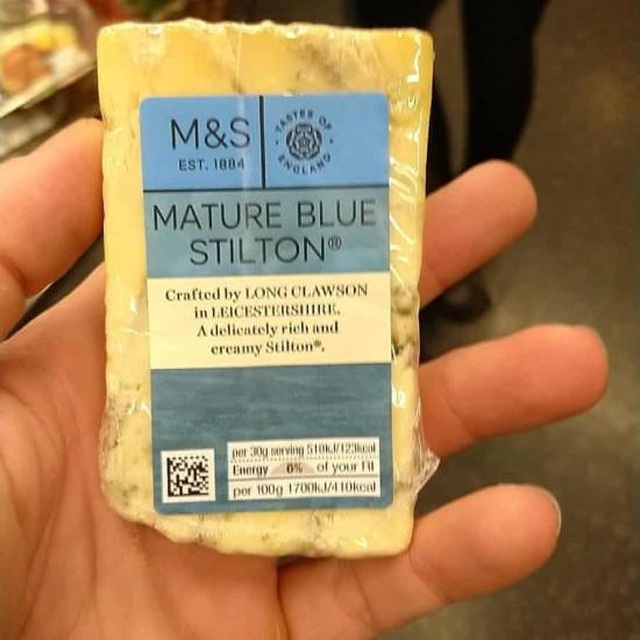 M&S
EST. 1884
TASTES OF ENGLAND
MATURE BLUE
STILTON®
Crafted by LONG CLAWSON
in LEICESTERSHIRE.
A delicately rich and
creamy Stilton®.
per 30g serving 510kJ/123kcal
Energy 6% of your RI
per 100g 1700kJ/410kcal